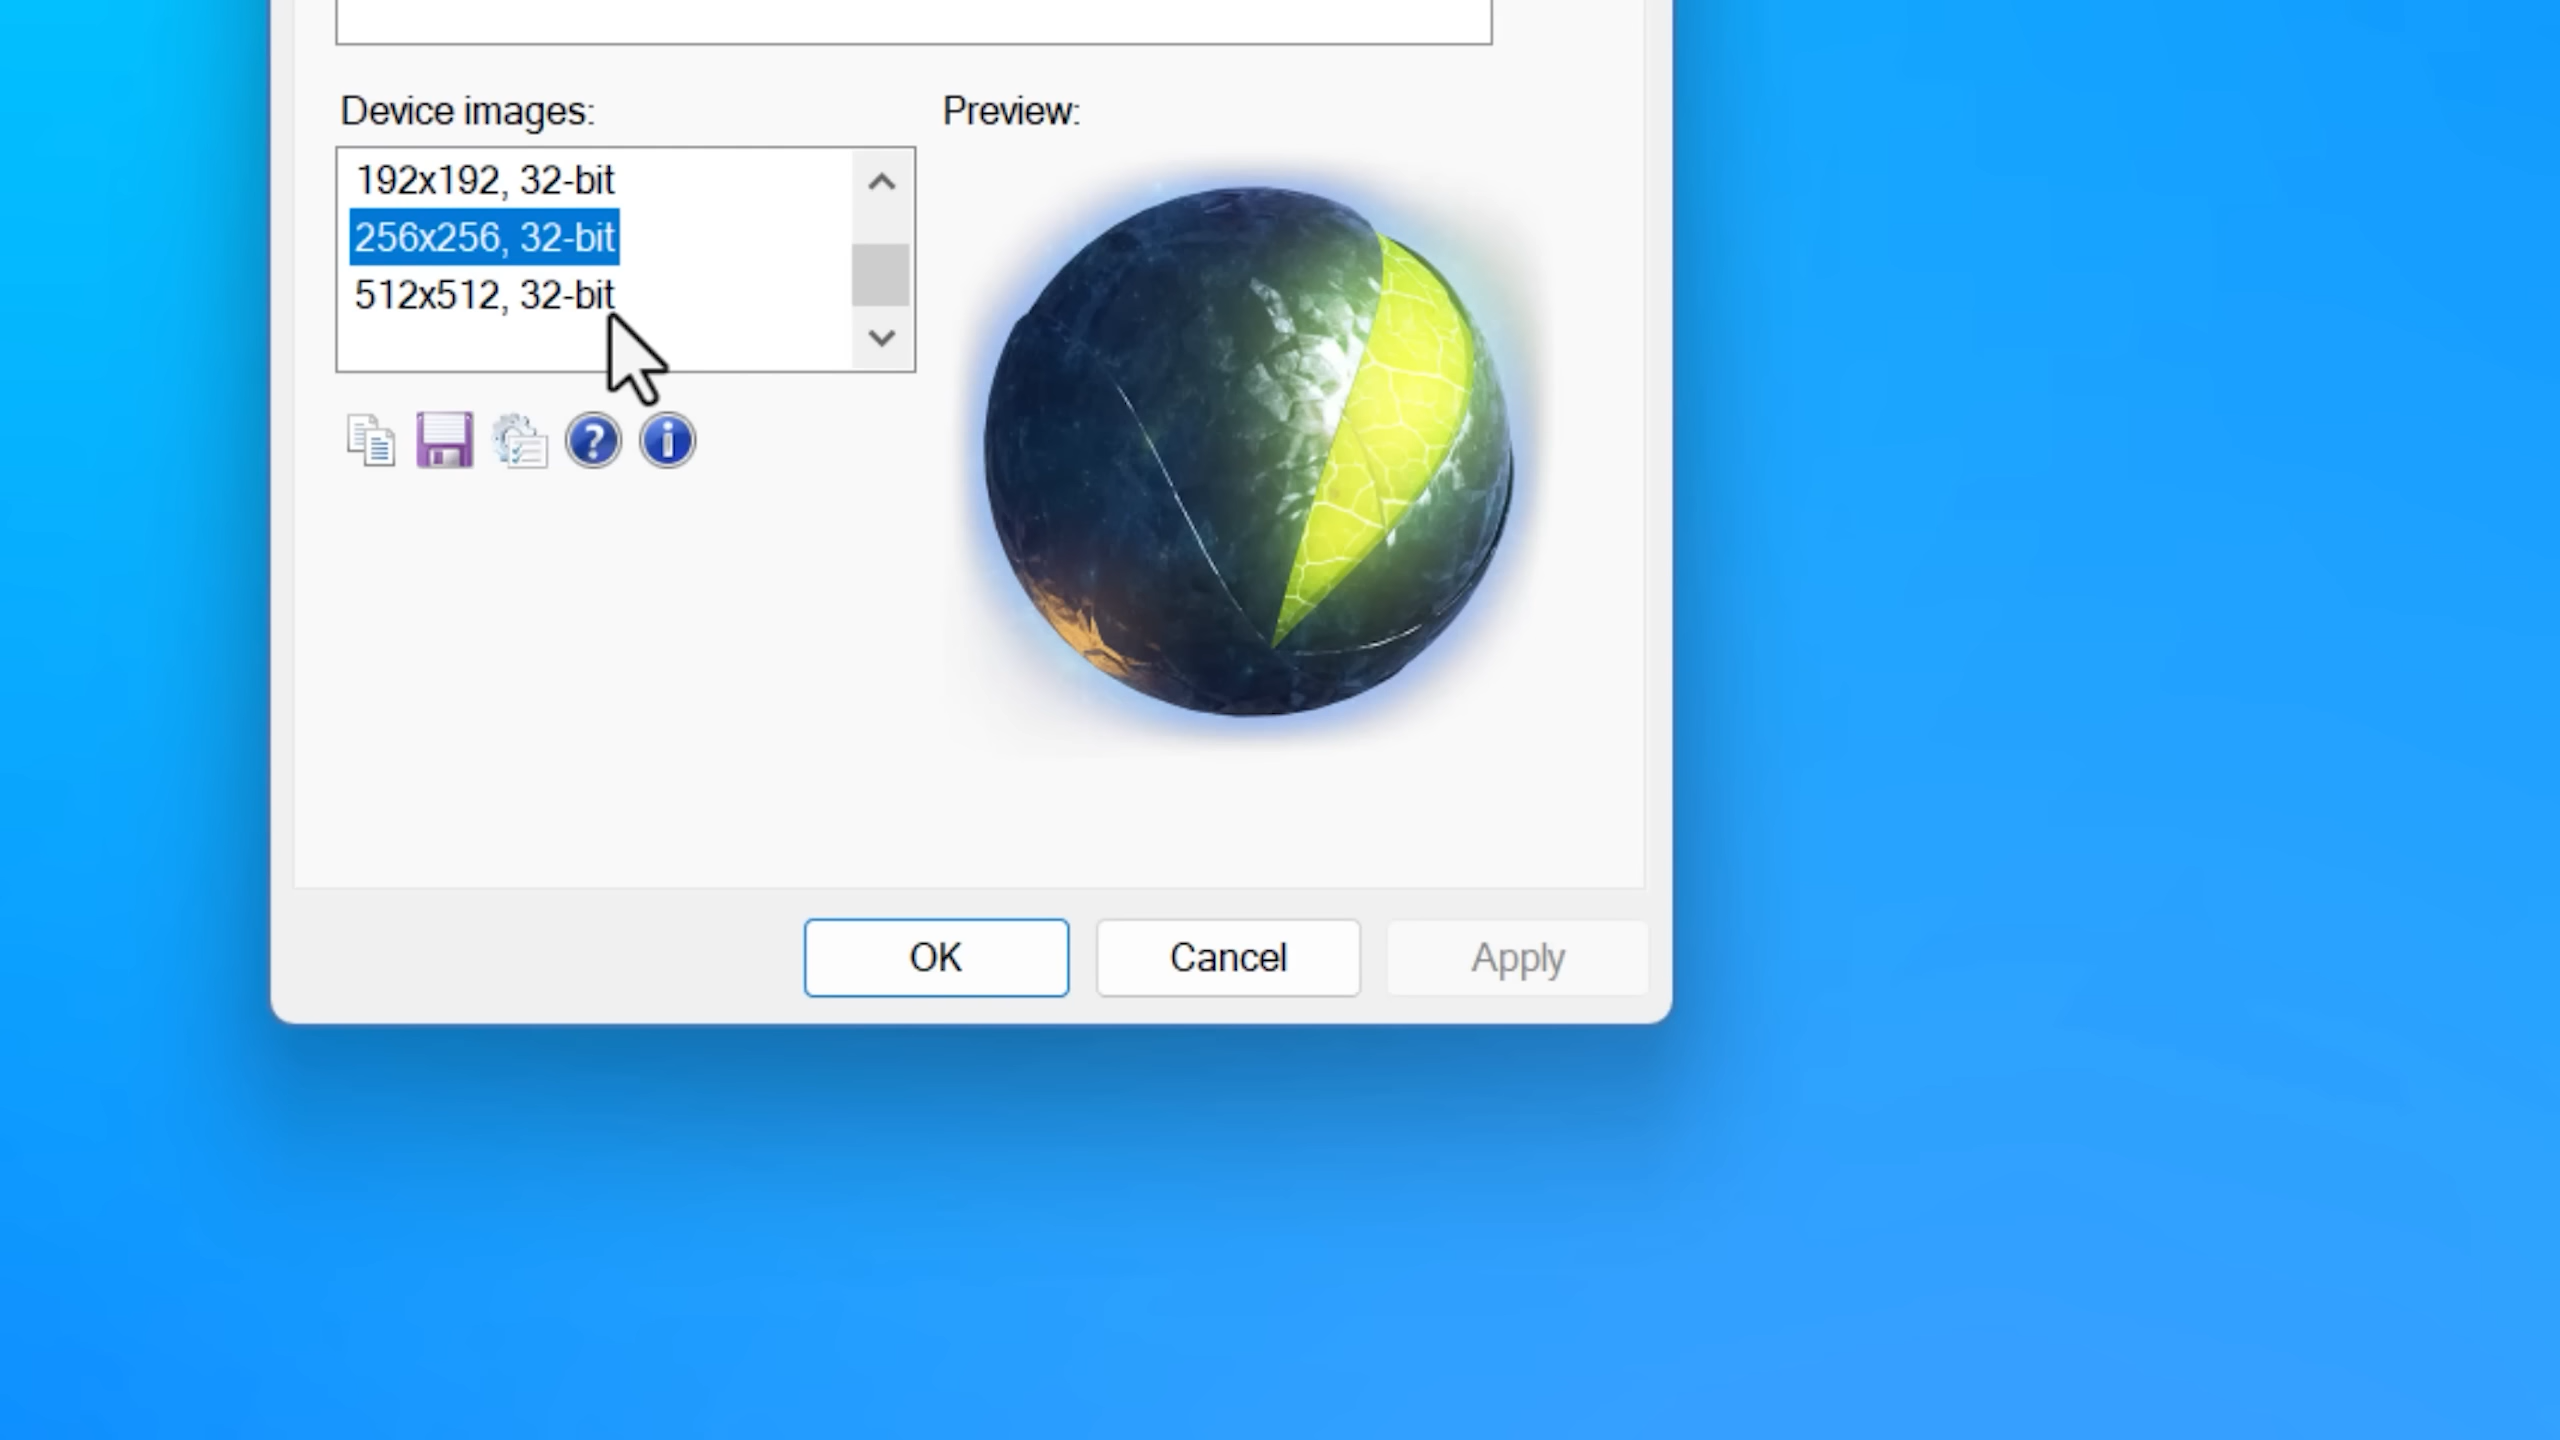 Device images:
Preview:
192x192, 32-bit
256x256, 32-bit
512x512, 32-bit
OK
Cancel
Apply